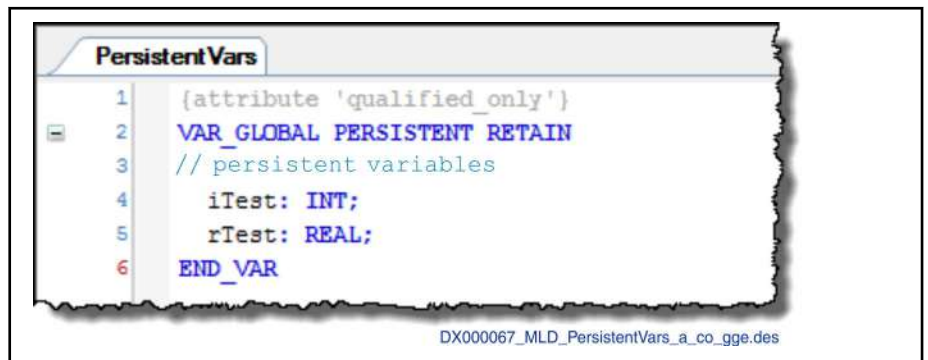 PersistentVars
1 {attribute 'qualified_only'}
2 VAR_GLOBAL PERSISTENT RETAIN
3 // persistent variables
4 iTest: INT;
5 rTest: REAL;
6 END_VAR
DX000067_MLD_PersistentVars_a_co_gge.des